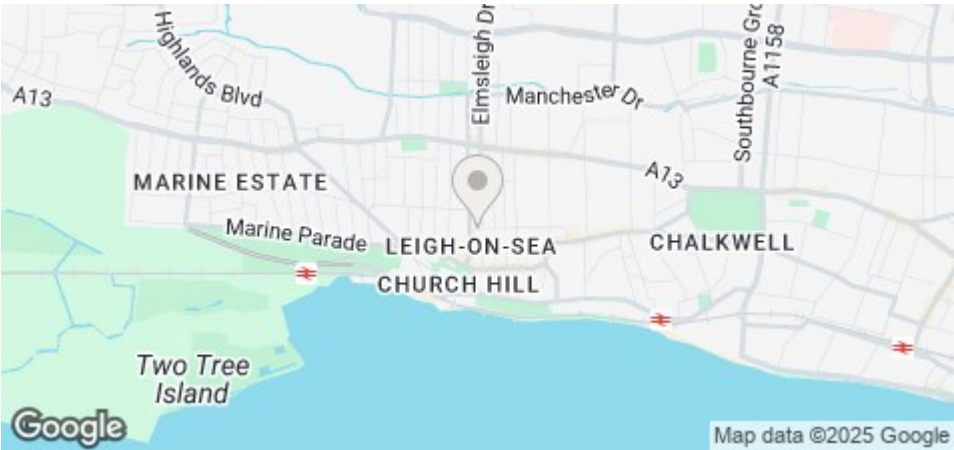 Highlands Blvd
Elmsleigh Dr
Southbourne Gro
A1158
A13
Manchester Dr
A13
MARINE ESTATE
Marine Parade
LEIGH-ON-SEA
CHALKWELL
CHURCH HILL
Two Tree
Island
Google
Map data ©2025 Google